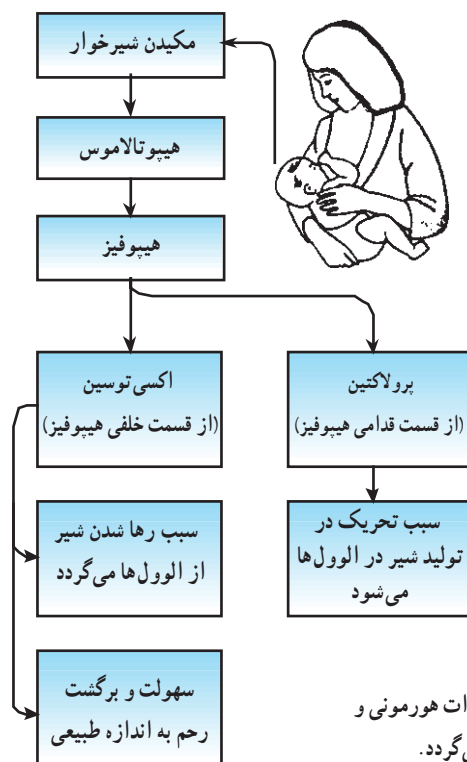 مکیدن شیرخوار
هیپوتالاموس
هیپوفیز
اکسی‌توسین
(از قسمت خلفی هیپوفیز)
پرولاکتین
(از قسمت قدامی هیپوفیز)
سبب رها شدن شیر
از الوول‌ها می‌گردد
سبب تحریک در
تولید شیر در الوول‌ها
می‌شود
سهولت و برگشت
رحم به اندازه طبیعی
هورمونی و